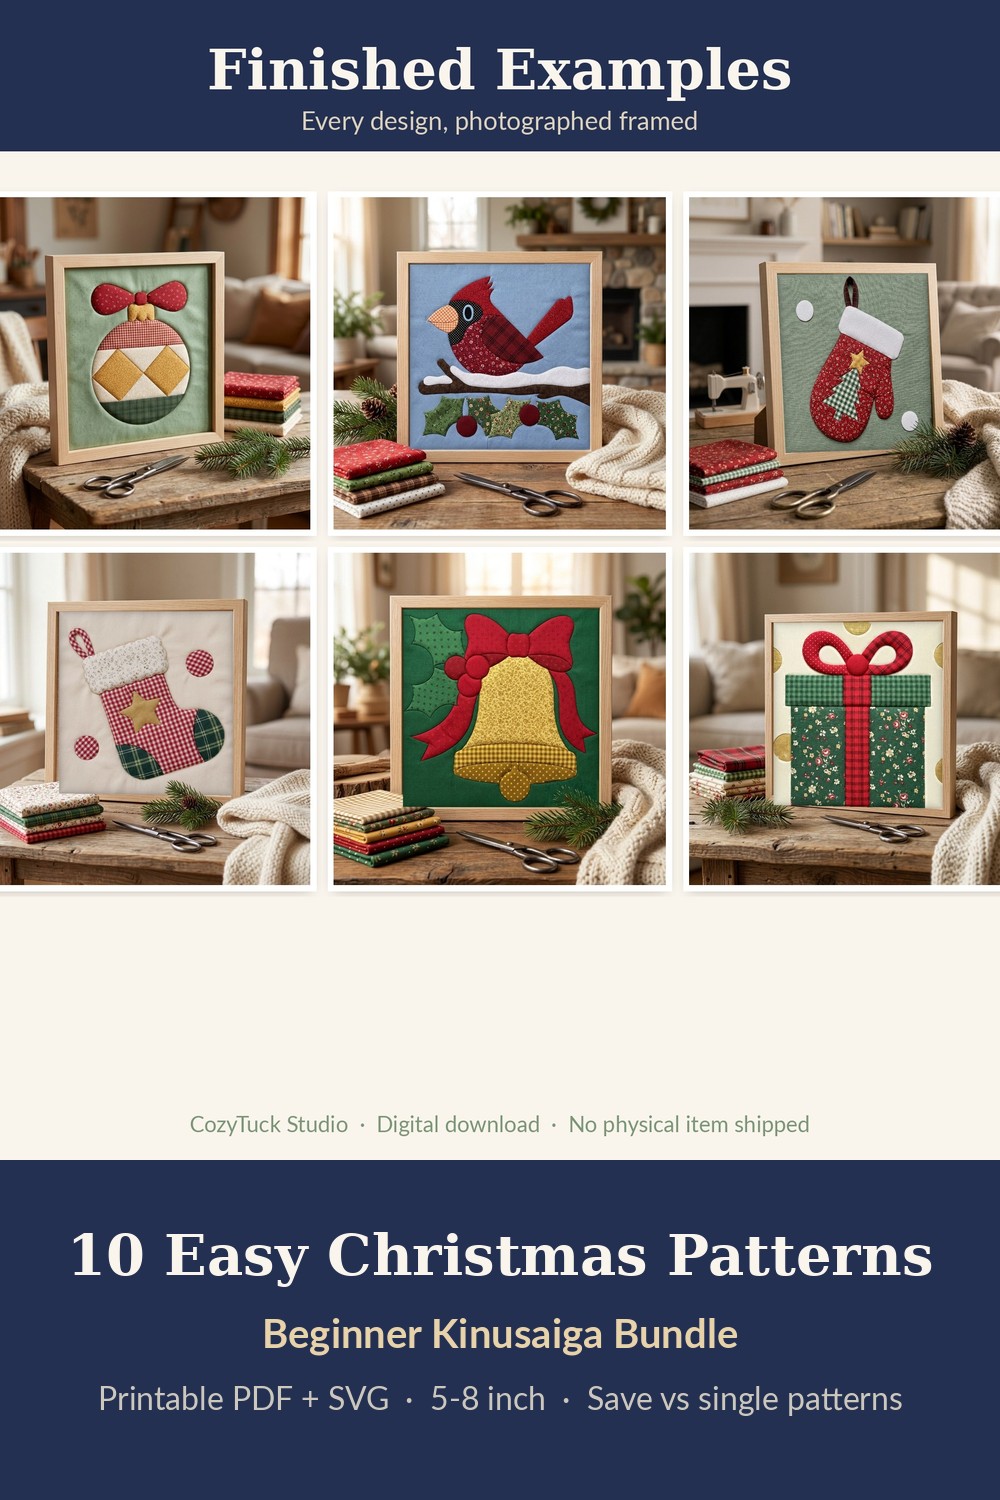 Finished Examples
Every design, photographed framed
CozyTuck Studio · Digital download · No physical item shipped
10 Easy Christmas Patterns
Beginner Kinusaiga Bundle
Printable PDF + SVG · 5-8 inch · Save vs single patterns